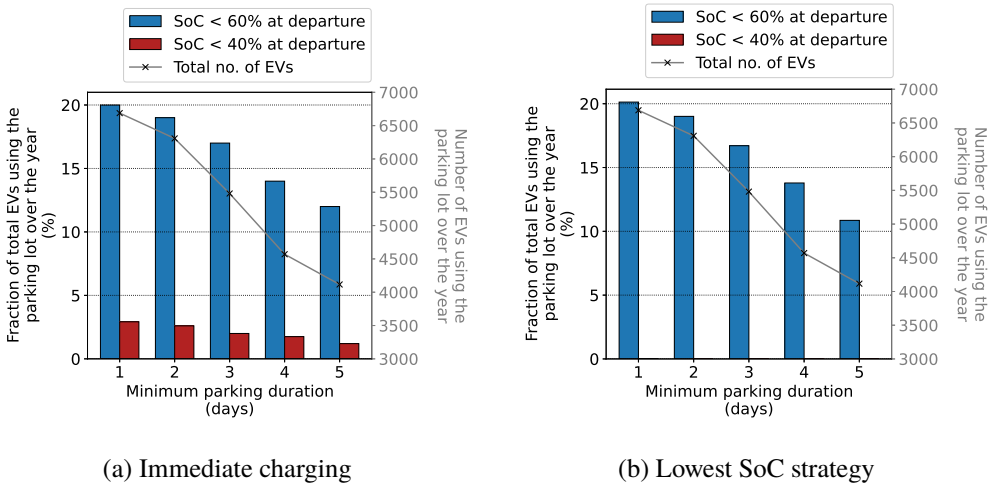 SoC < 60% at departure
SoC < 40% at departure
Total no. of EVs
Fraction of total EVs using the
parking lot over the year
(%)
20
15
10
5
0
7000
6500
6000
5500
5000
4500
4000
3500
3000
Number of EVs using the
parking lot over the year
1 2 3 4 5
Minimum parking duration
(days)
(a) Immediate charging
SoC < 60% at departure
SoC < 40% at departure
Total no. of EVs
Fraction of total EVs using the
parking lot over the year
(%)
20
15
10
5
0
7000
6500
6000
5500
5000
4500
4000
3500
3000
Number of EVs using the
parking lot over the year
1 2 3 4 5
Minimum parking duration
(days)
(b) Lowest SoC strategy